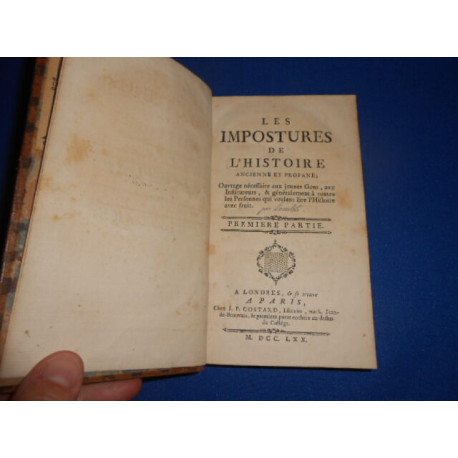 LES
IMPOSTURES
DE
L'HISTOIRE
ANCIENNE ET PROFANE;
Ouvrage nécessaire aux jeunes Gens, aux
Instituteurs, & généralement à toutes
les Personnes qui veulent lire l'Histoire
avec fruit.
PREMIERE PARTIE.
A LONDRES, & se trouve
A PARIS,
Chez J. P. COSTARD, Libraire, rue S. Jean-
de-Beauvais, la premiere porte cochere au-dessus
du College.
M. DCC. LXX.